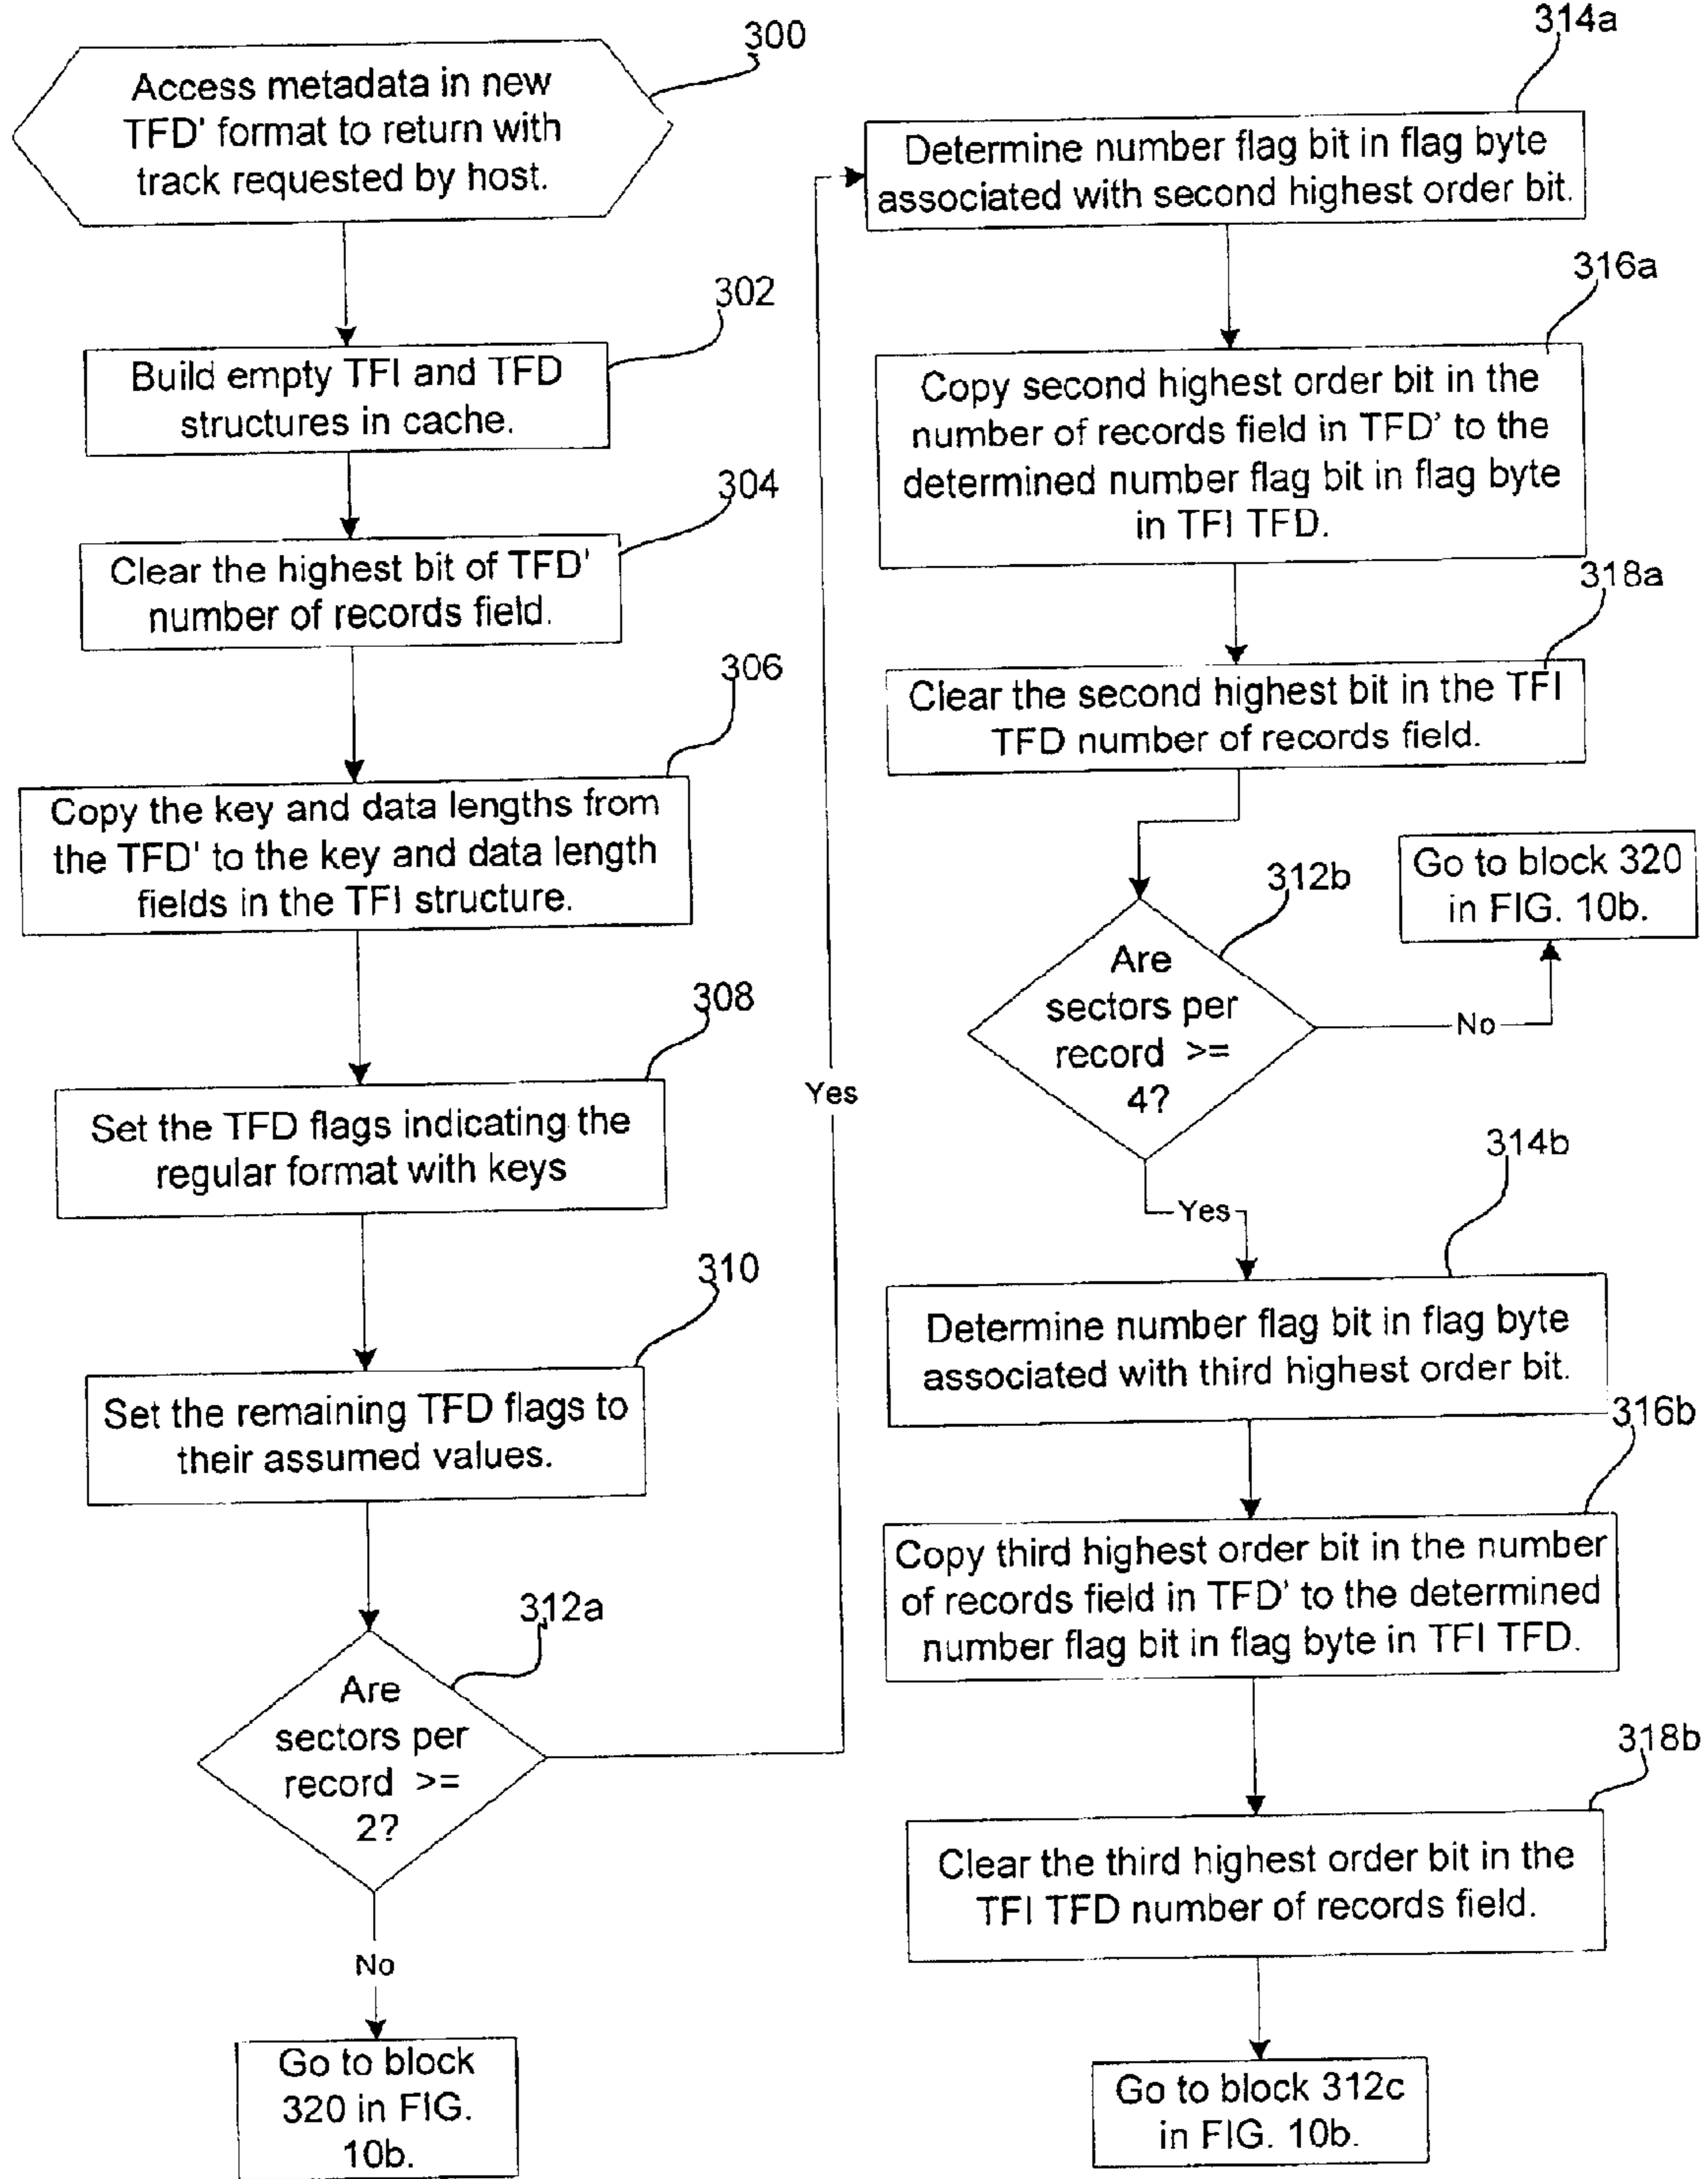 300
Access metadata in new
TFD' format to return with
track requested by host.
302
Build empty TFI and TFD
structures in cache.
304
Clear the highest bit of TFD'
number of records field.
306
Copy the key and data lengths from
the TFD' to the key and data length
fields in the TFI structure.
308
Set the TFD flags indicating the
regular format with keys
310
Set the remaining TFD flags to
their assumed values.
312a
Are
sectors per
record >=
2?
No
Go to block
320 in FIG.
10b.
Yes
314a
Determine number flag bit in flag byte
associated with second highest order bit.
316a
Copy second highest order bit in the
number of records field in TFD’ to the
determined number flag bit in flag byte
in TFI TFD.
318a
Clear the second highest bit in the TFI
TFD number of records field.
312b
Are
sectors per
record >=
4?
No
Go to block 320
in FIG. 10b.
Yes
314b
Determine number flag bit in flag byte
associated with third highest order bit.
316b
Copy third highest order bit in the number
of records field in TFD’ to the determined
number flag bit in flag byte in TFI TFD.
318b
Clear the third highest order bit in the
TFI TFD number of records field.
Go to block 312c
in FIG. 10b.